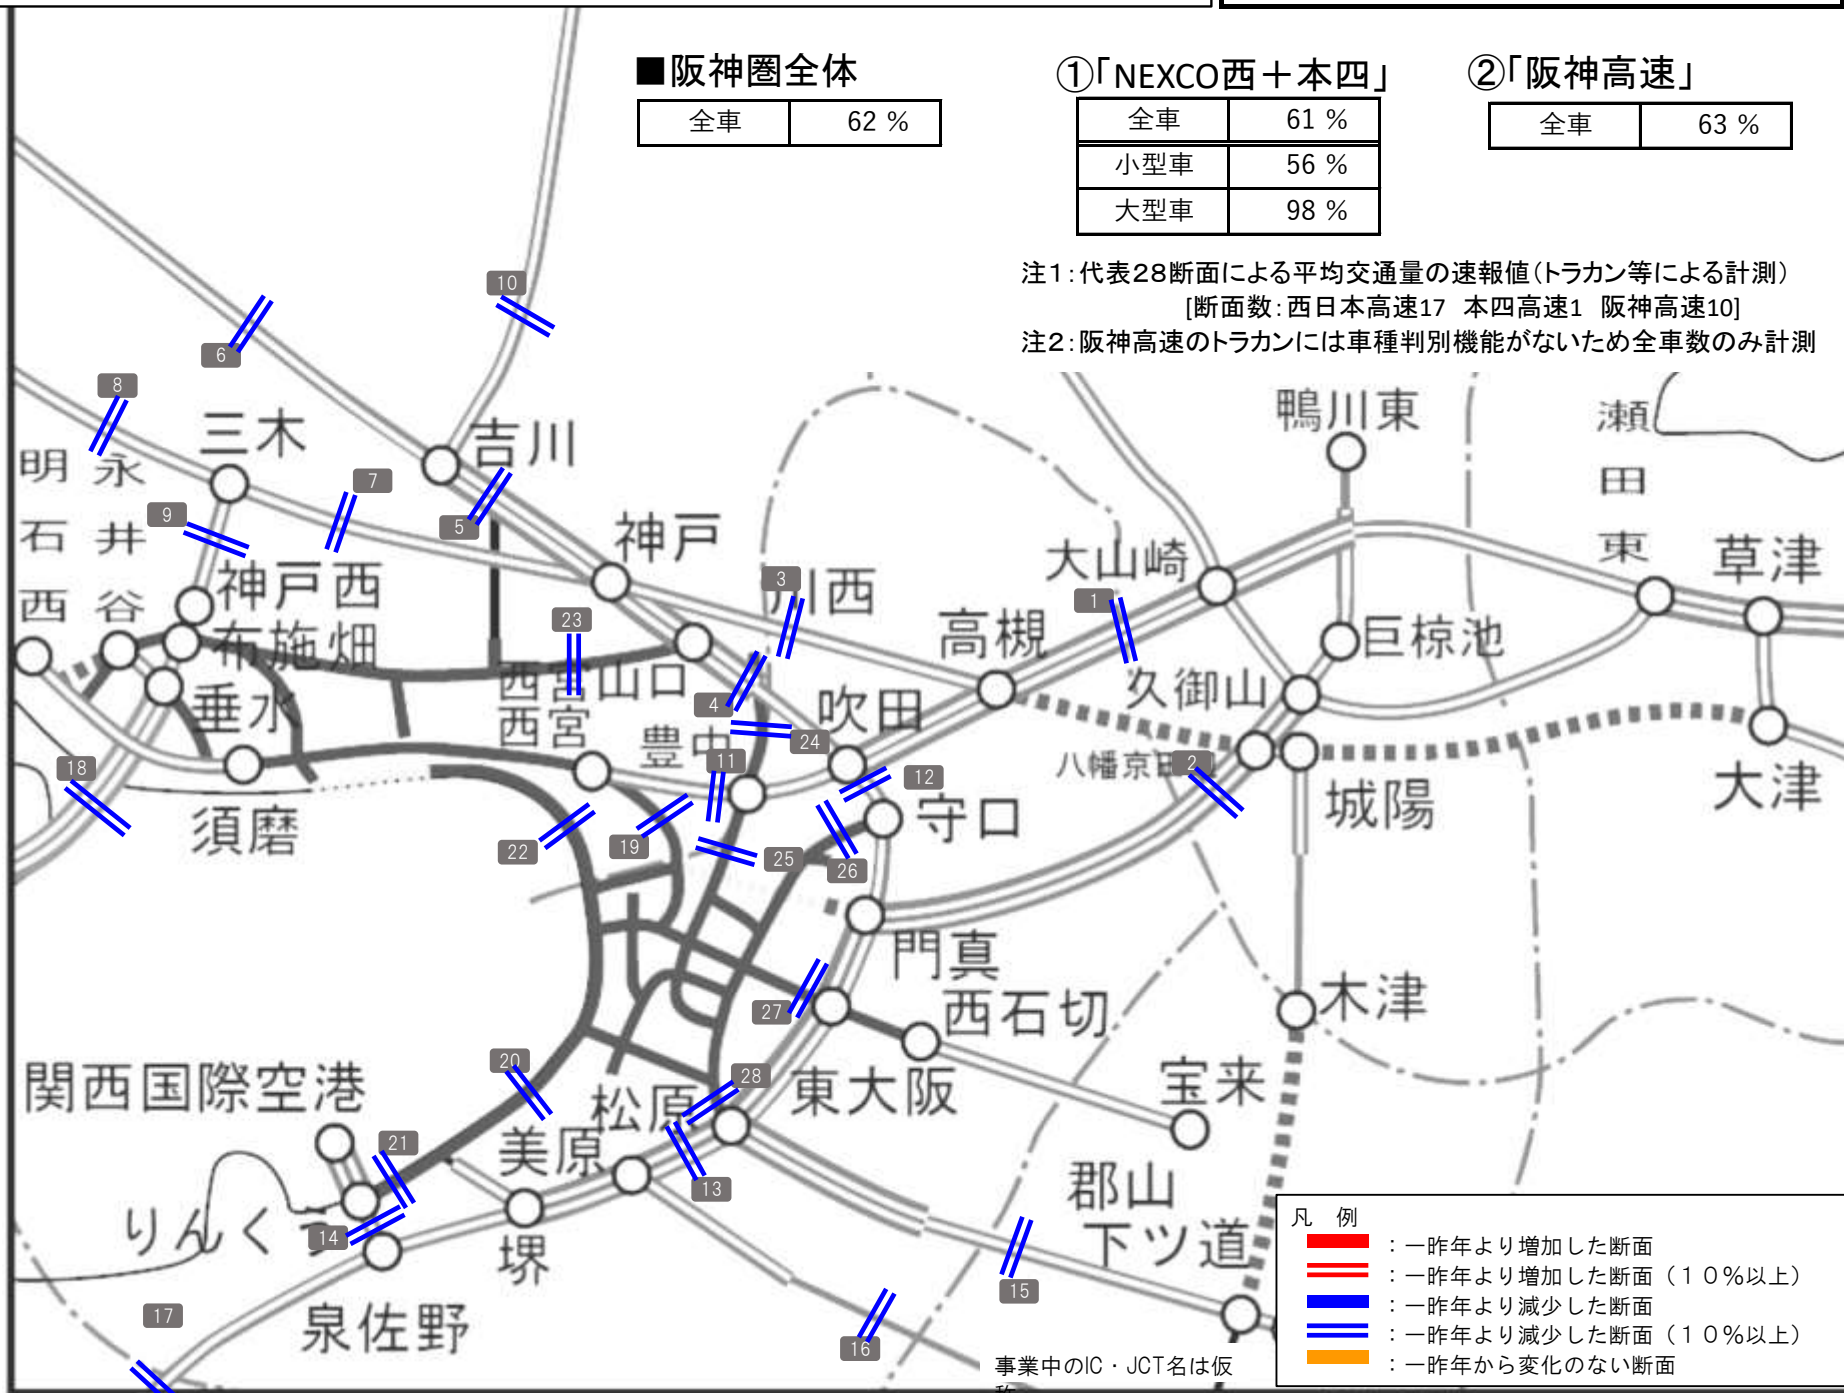 ■阪神圏全体
全車 62 %
①「NEXCO西＋本四」
全車 61 %
小型車 56 %
大型車 98 %
②「阪神高速」
全車 63 %
注1：代表28断面による平均交通量の速報値（トラカン等による計測）
[断面数：西日本高速17 本四高速1 阪神高速10]
注2：阪神高速のトラカンには車種判別機能がないため全車数のみ計測
10
6
8
三木
吉川
鴨川東
瀬田東
明石西
永井谷
7
9
5
神戸
大山崎
草津
神戸西
3
川西
1
布施畑
23
高槻
巨椋池
西宮山口
久御山
垂水
4
吹田
西宮
豊中
24
八幡京田
2
18
11
12
大津
須磨
守口
城陽
22
19
25
26
門真
西石切
木津
27
20
関西国際空港
松原
28
東大阪
宝来
21
美原
13
郡山
りんくう
14
堺
下ツ道
15
17
泉佐野
16
事業中のIC・JCT名は仮
称
凡 例
：一昨年より増加した断面
：一昨年より増加した断面（１０％以上）
：一昨年より減少した断面
：一昨年より減少した断面（１０％以上）
：一昨年から変化のない断面